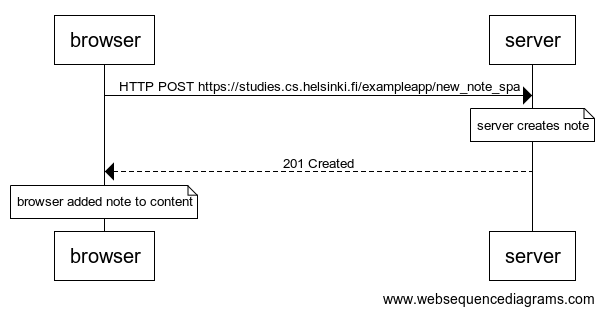 browser
server
HTTP POST https://studies.cs.helsinki.fi/exampleapp/new_note_spa
server creates note
201 Created
browser added note to content
browser
server
www.websequencediagrams.com